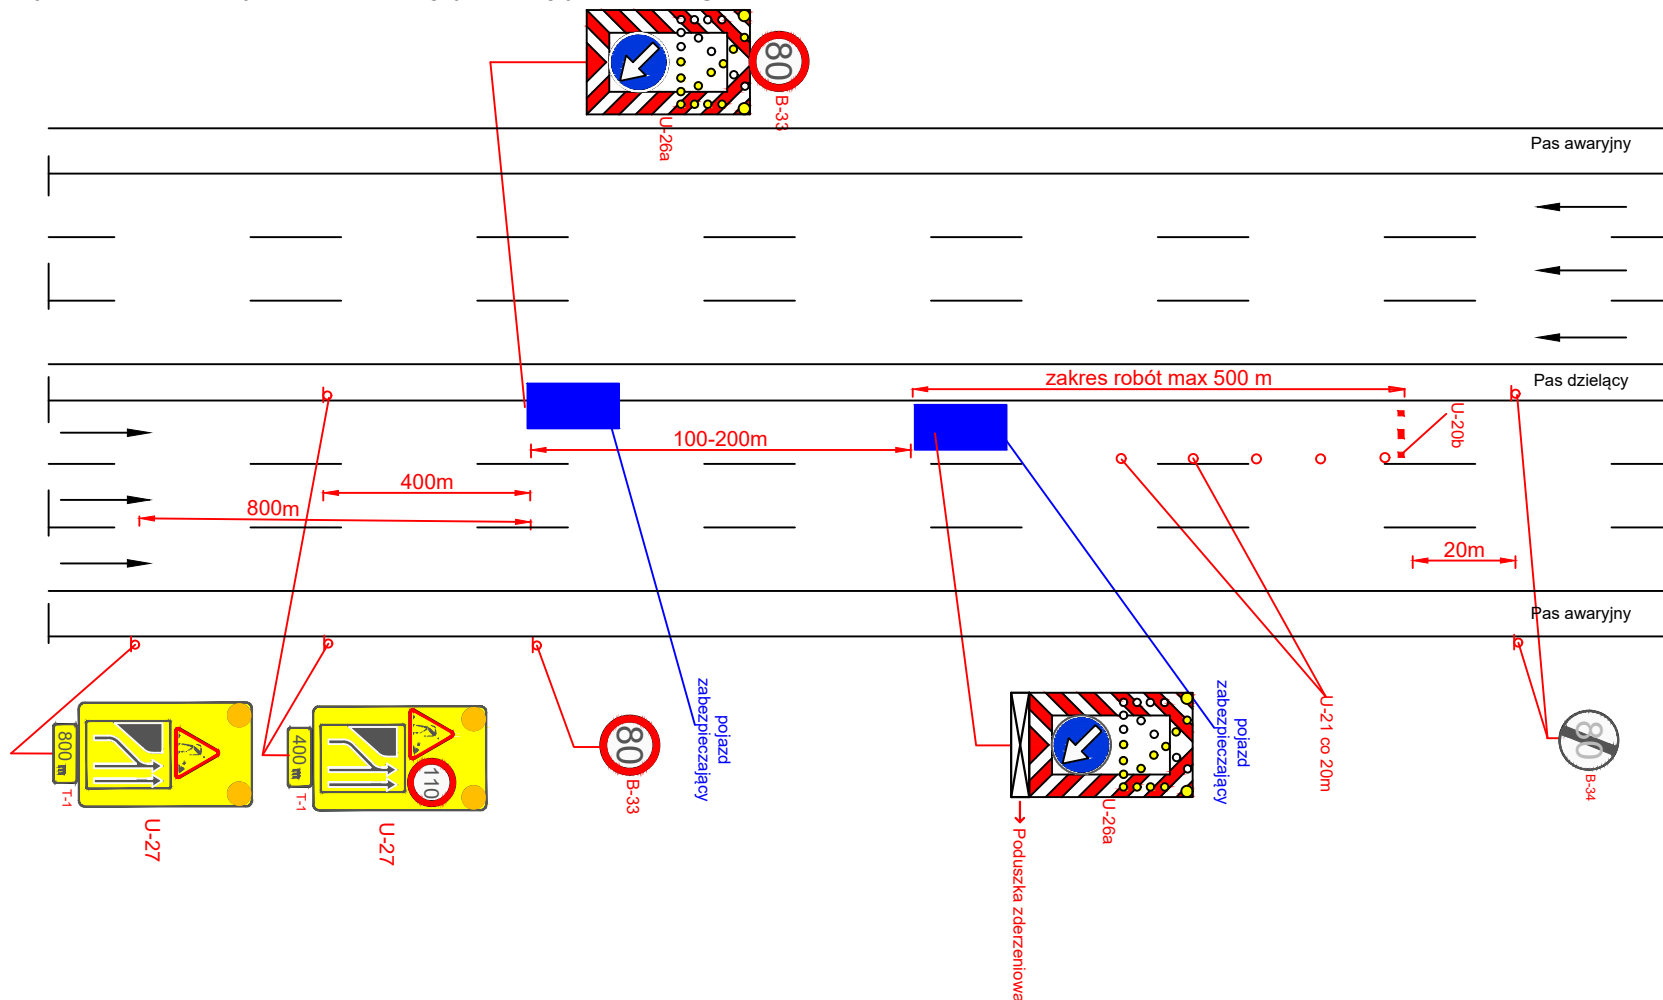 80
B-33
U-26a
Pas awaryjny
zakres robót max 500 m
Pas dzielący
U-20b
100-200m
400m
800m
20m
Pas awaryjny
800 m
T-1
U-27
400 m
T-1
110
U-27
80
B-33
pojazd
zabezpieczający
U-26a
Poduszka zderzeniowa
pojazd
zabezpieczający
U-21 co 20m
80
B-34